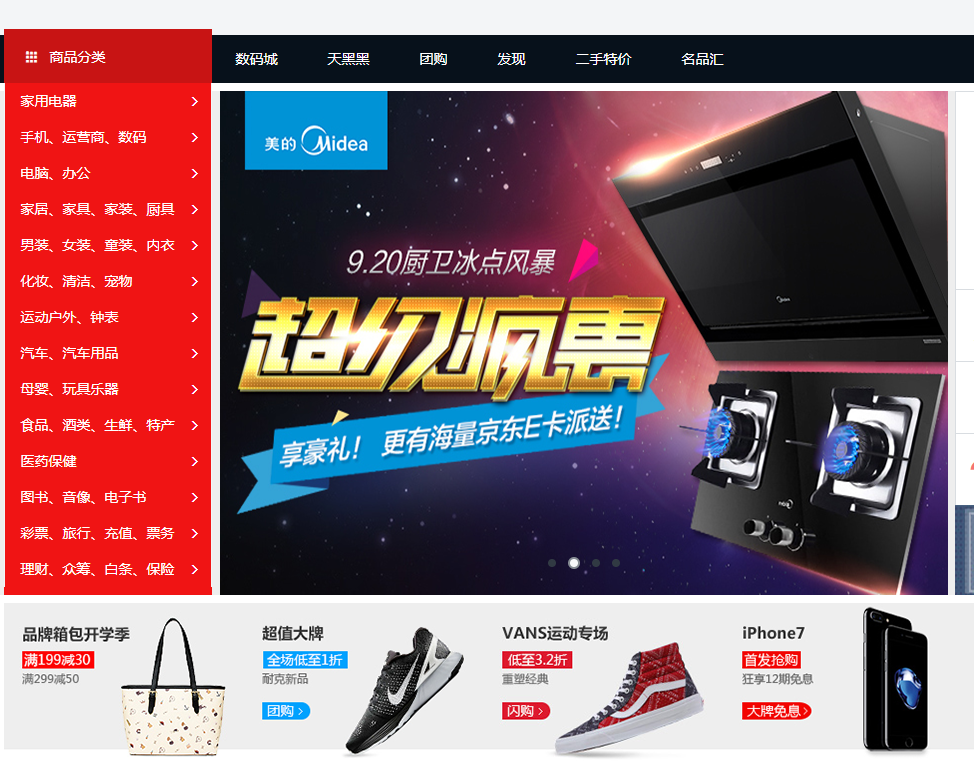 商品分类
数码城 天黑黑 团购 发现 二手特价 名品汇
家用电器
手机、运营商、数码
电脑、办公
家居、家具、家装、厨具
男装、女装、童装、内衣
化妆、清洁、宠物
运动户外、钟表
汽车、汽车用品
母婴、玩具乐器
食品、酒类、生鲜、特产
医药保健
图书、音像、电子书
彩票、旅行、充值、票务
理财、众筹、白条、保险
美的 Midea
9.20厨卫冰点风暴
超级疯惠
享豪礼! 更有海量京东E卡派送!
品牌箱包开学季
满199减30
满299减50
超值大牌
全场低至1折
耐克新品
团购
VANS运动专场
低至3.2折
重塑经典
闪购
iPhone7
首发抢购
狂享12期免息
大牌免息